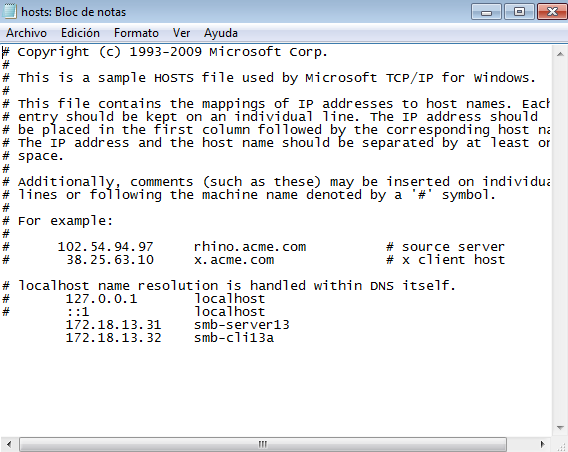 hosts: Bloc de notas
Archivo Edición Formato Ver Ayuda
# Copyright (c) 1993-2009 Microsoft Corp.
#
# This is a sample HOSTS file used by Microsoft TCP/IP for Windows.
#
# This file contains the mappings of IP addresses to host names. Each
# entry should be kept on an individual line. The IP address should
# be placed in the first column followed by the corresponding host
# The IP address and the host name should be separated by at least
# space.
#
# Additionally, comments (such as these) may be inserted on
# lines or following the machine name denoted by a '#' symbol.
#
# For example:
#
#      102.54.94.97     rhino.acme.com          # source server
#       38.25.63.10     x.acme.com              # x client host

# localhost name resolution is handled within DNS itself.
#      127.0.0.1       localhost
#      ::1             localhost
       172.18.13.31    smb-server13
       172.18.13.32    smb-cli13a